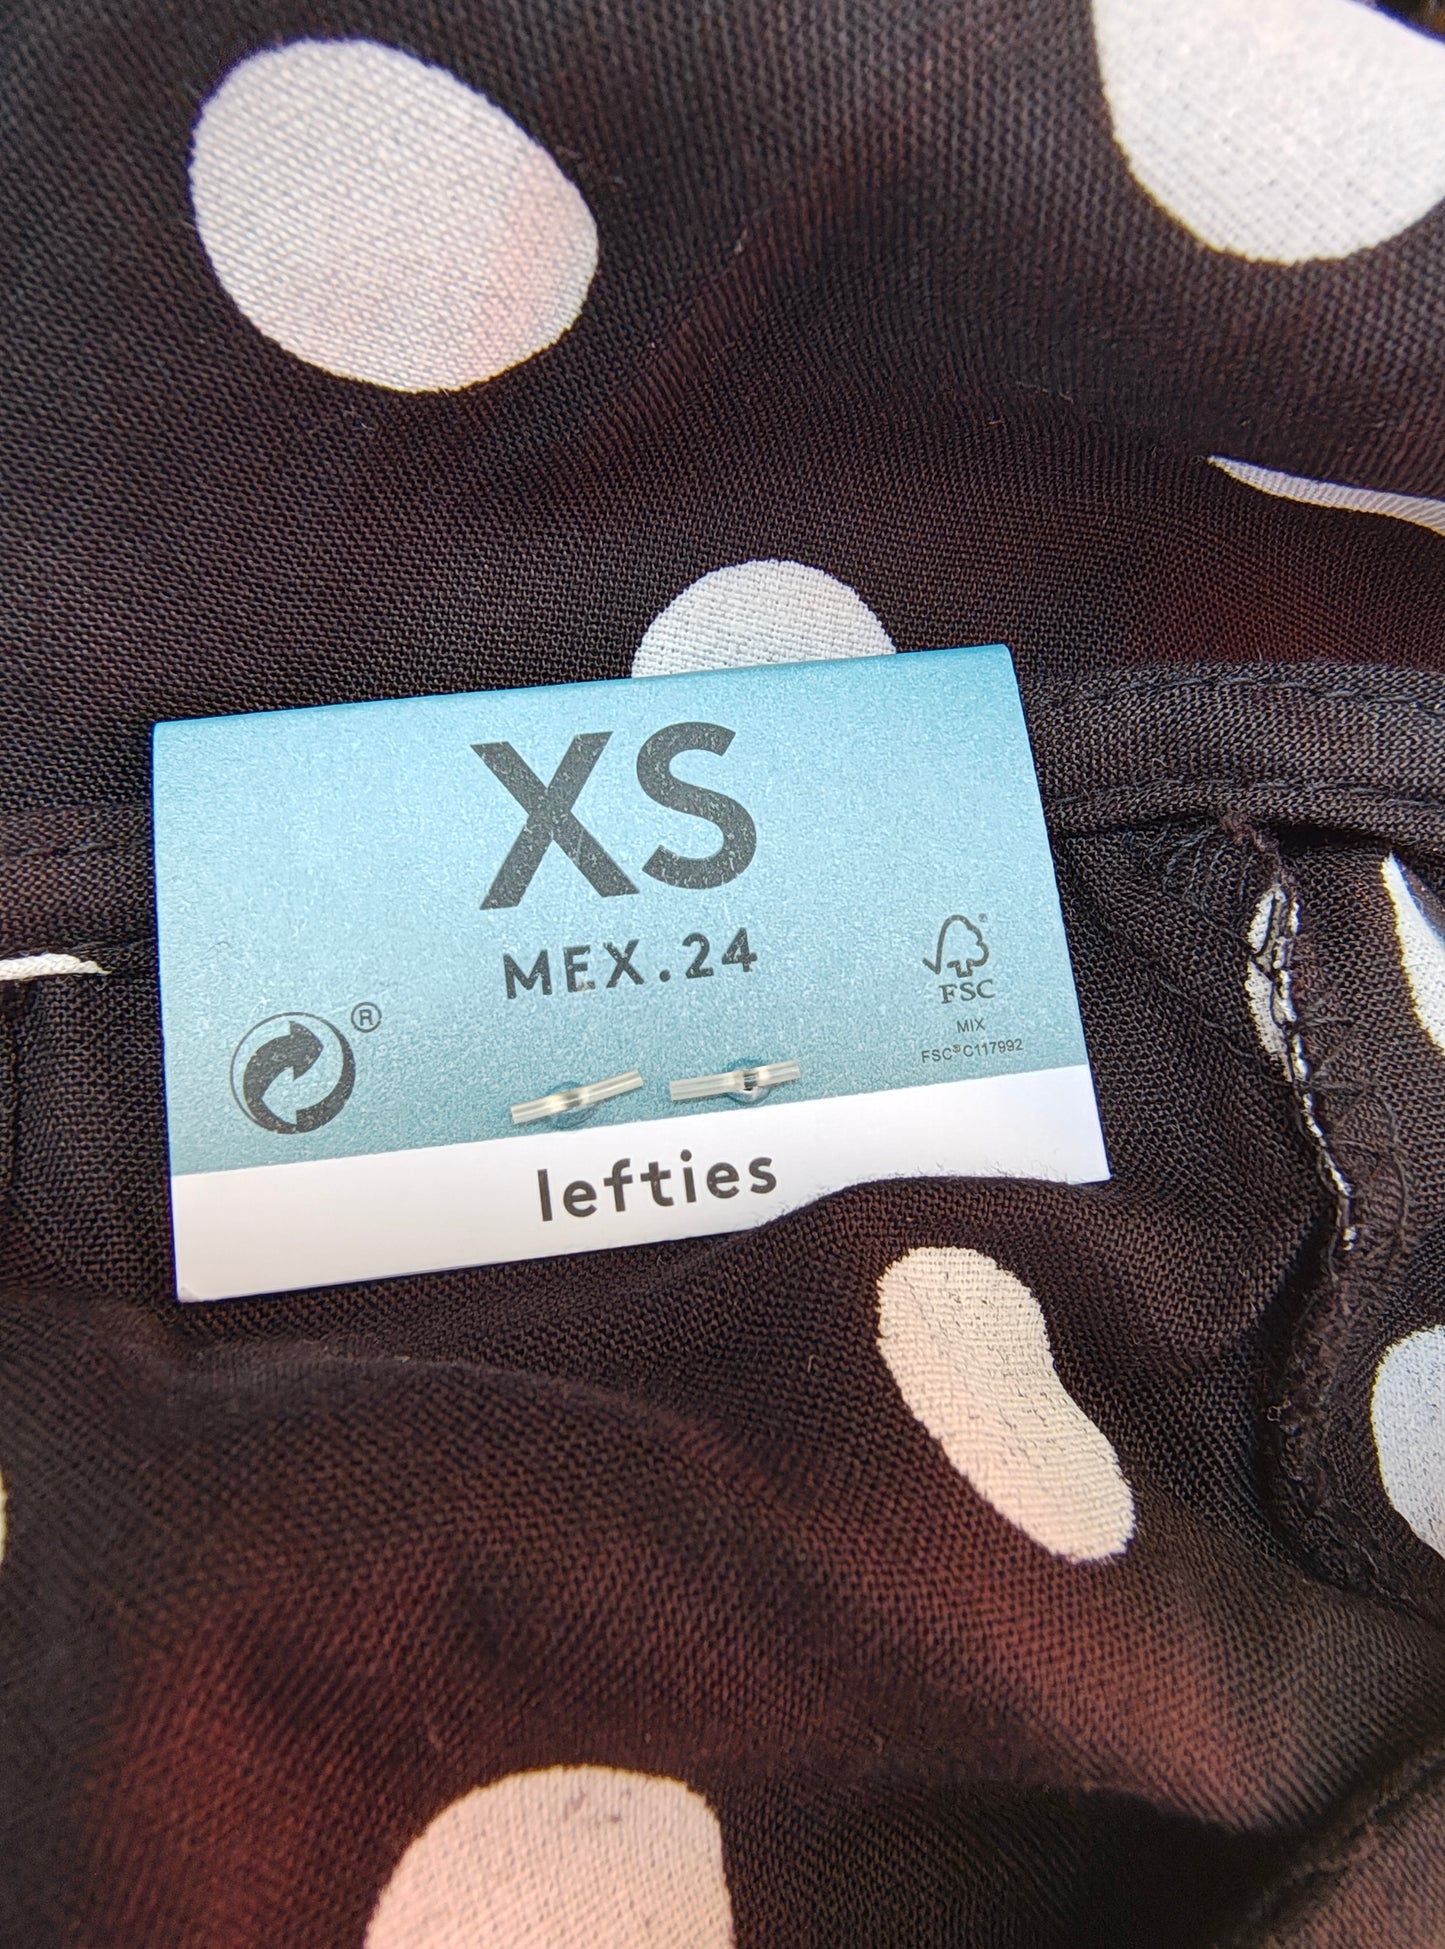 XS
MEX.24
®
FSC®
MIX
FSC® C117992
lefties